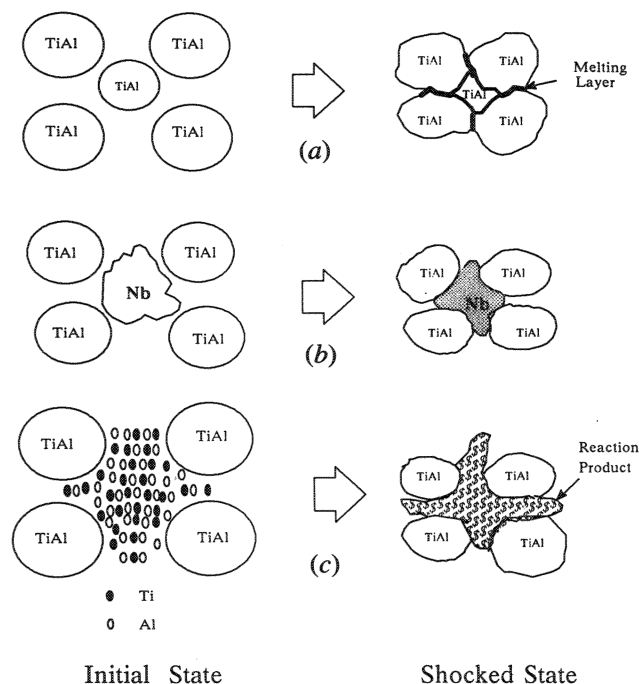 TiAl
TiAl
TiAl
TiAl
TiAl
(a)
TiAl
TiAl
TiAl
TiAl
TiAl
Melting
Layer
TiAl
TiAl
Nb
TiAl
TiAl
(b)
TiAl
TiAl
Nb
TiAl
TiAl
TiAl
TiAl
TiAl
TiAl
(c)
TiAl
TiAl
TiAl
TiAl
Reaction
Product
Ti
Al
Initial State
Shocked State